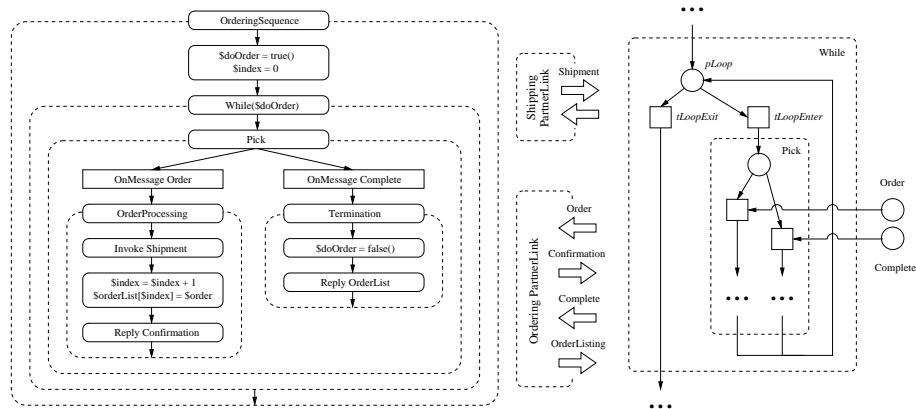 OrderingSequence
$doOrder = true()
$index = 0
While($doOrder)
Pick
OnMessage Order
OnMessage Complete
OrderProcessing
Termination
Invoke Shipment
$doOrder = false()
$index = $index + 1
$orderList[$index] = $order
Reply OrderList
Reply Confirmation
Shipping
PartnerLink
Shipment
Ordering PartnerLink
Order
Confirmation
Complete
OrderListing
•••
While
pLoop
tLoopExit
tLoopEnter
Pick
Order
Complete
••• •••
•••